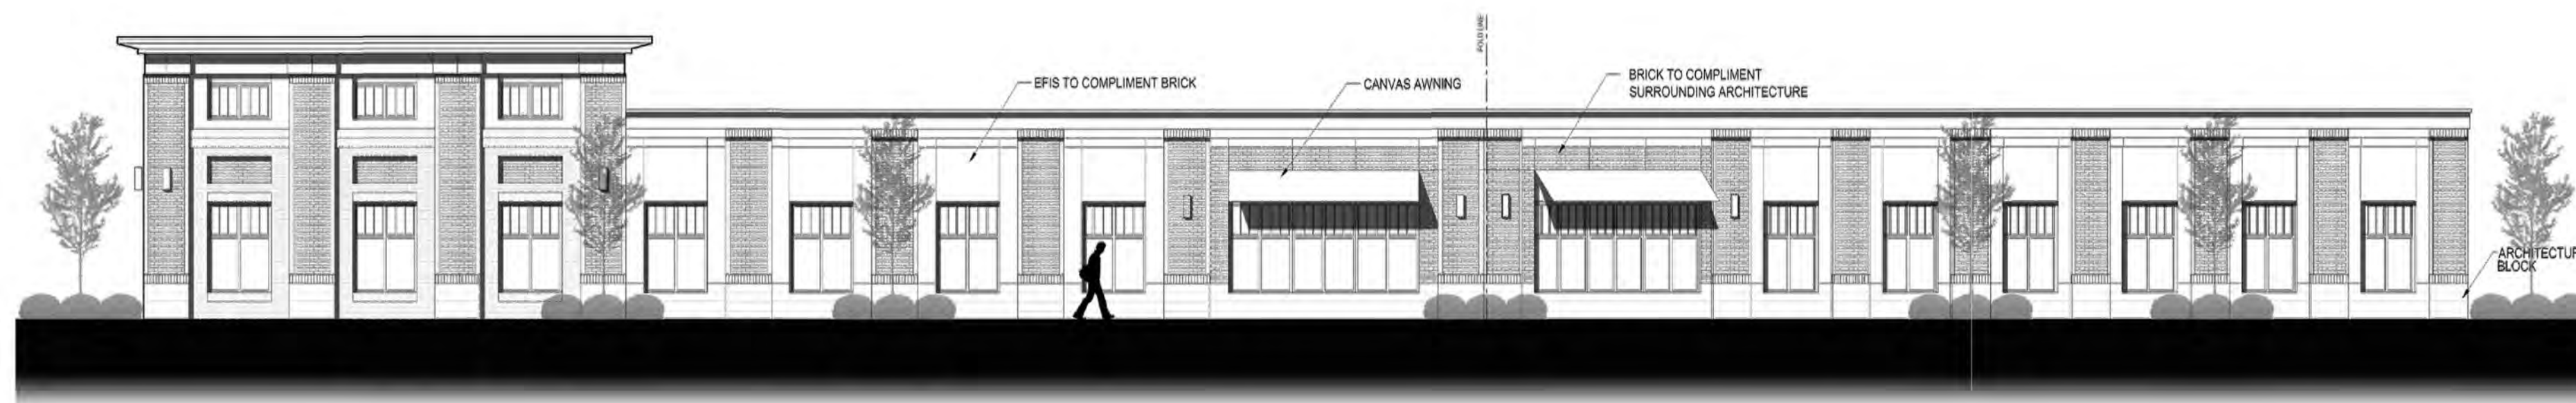 FOLD LINE
EFIS TO COMPLIMENT BRICK
CANVAS AWNING
BRICK TO COMPLIMENT
SURROUNDING ARCHITECTURE
ARCHITECTUR
BLOCK